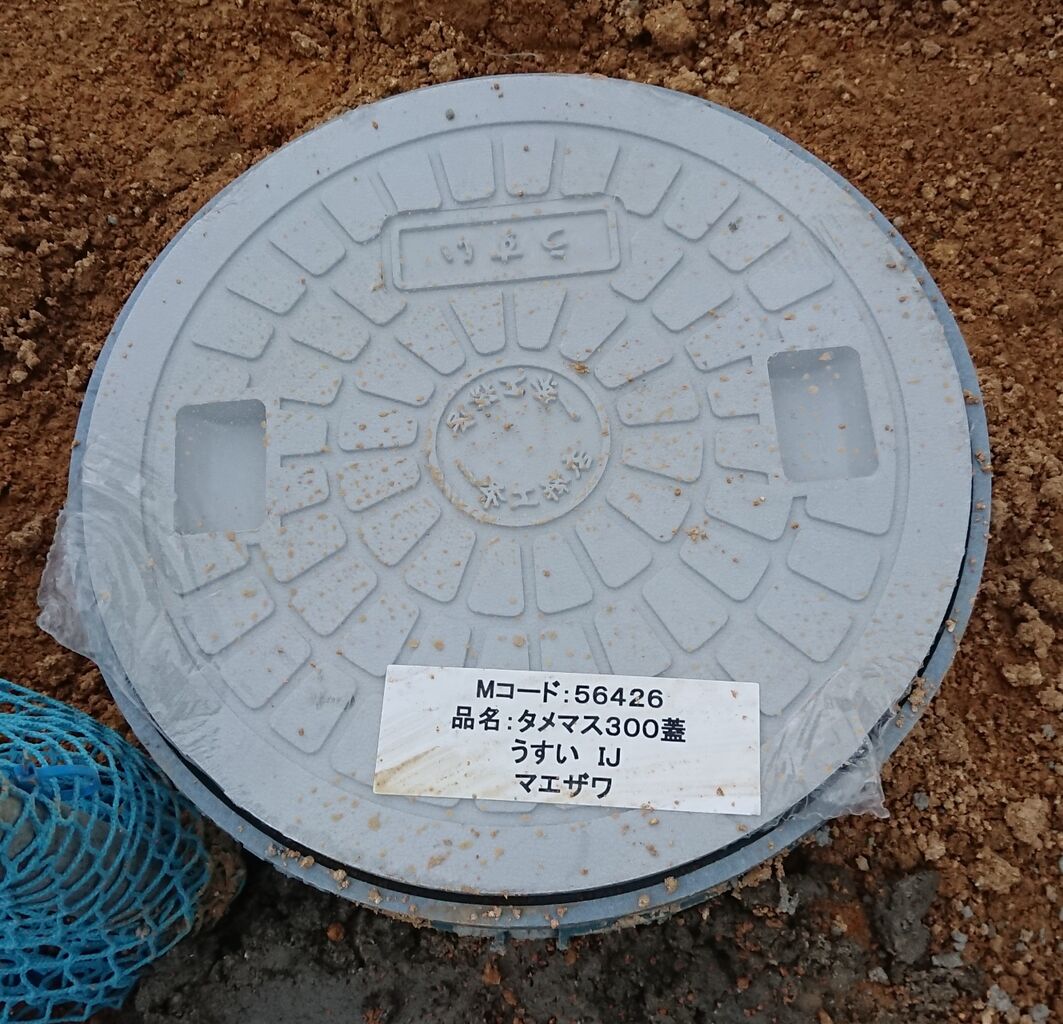 うすい
Mコード:56426
品名:タメマス300蓋
うすい IJ
マエザワ